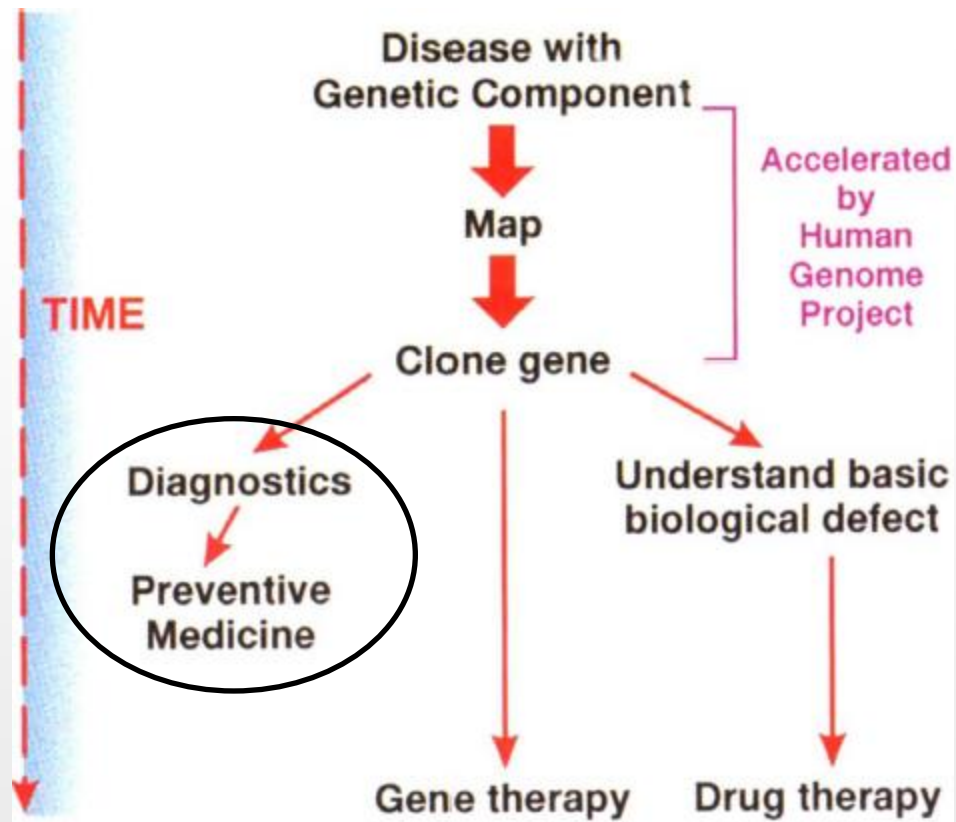 Disease with
Genetic Component
Accelerated
by
Human
Genome
Project
Map
TIME
Clone gene
Diagnostics
Preventive
Medicine
Understand basic
biological defect
Gene therapy
Drug therapy